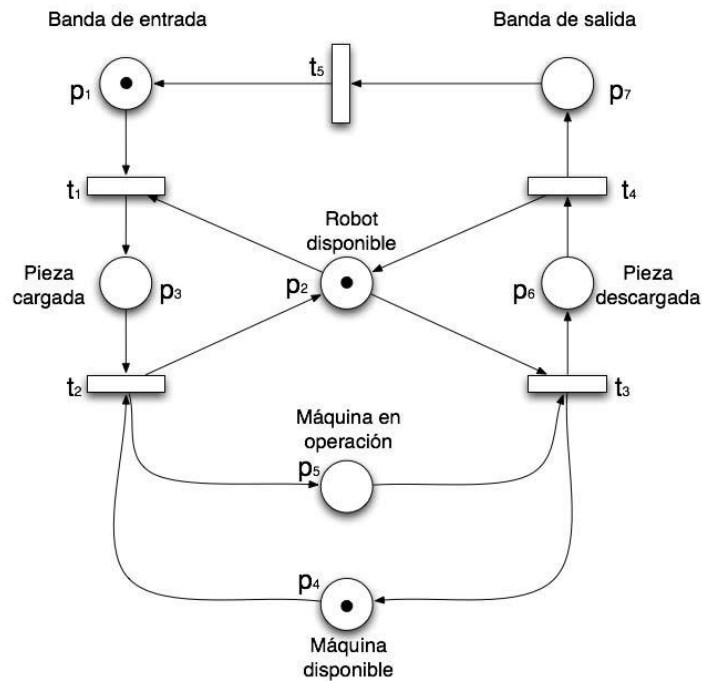 Banda de entrada
Banda de salida
p1
t5
p7
t1
t4
Robot
disponible
Pieza
cargada
p3
p2
p6
Pieza
descargada
t2
t3
Máquina en
operación
p5
p4
Máquina
disponible